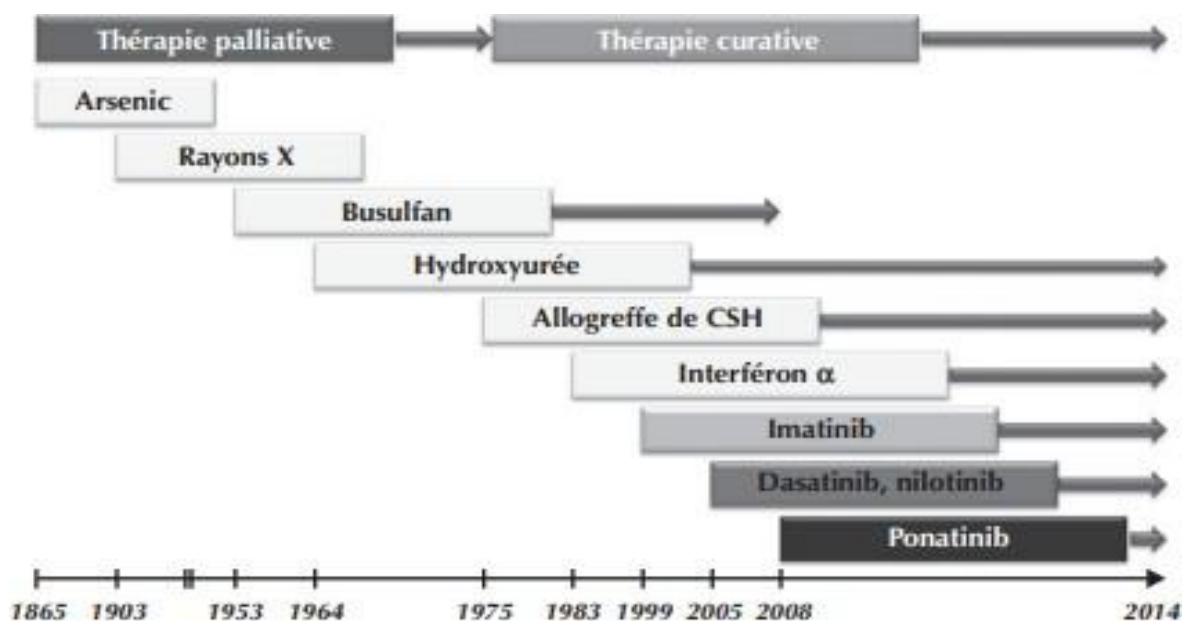 Thérapie palliative Thérapie curative
Arsenic
Rayons X
Busulfan
Hydroxyurée
Allogreffe de CSH
Interféron α
Imatinib
Dasatinib, nilotinib
Ponatinib
1865 1903 1953 1964 1975 1983 1999 2005 2008 2014